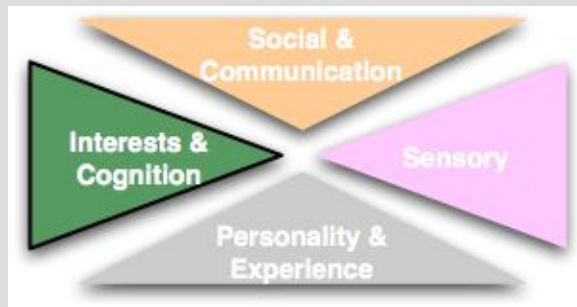 Social &
Communication
Interests &
Cognition
Sensory
Personality &
Experience